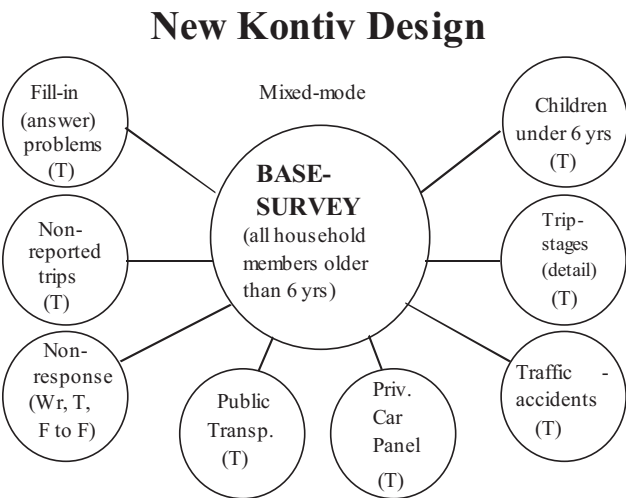 New Kontiv Design
Mixed-mode
Fill-in
(answer)
problems
(T)
Children
under 6 yrs
(T)
BASE-
SURVEY
(all household
members older
than 6 yrs)
Non-
reported
trips
(T)
Trip-
stages
(detail)
(T)
Non-
response
(Wr, T,
F to F)
Public
Transp.
(T)
Priv.
Car
Panel
(T)
Traffic -
accidents
(T)